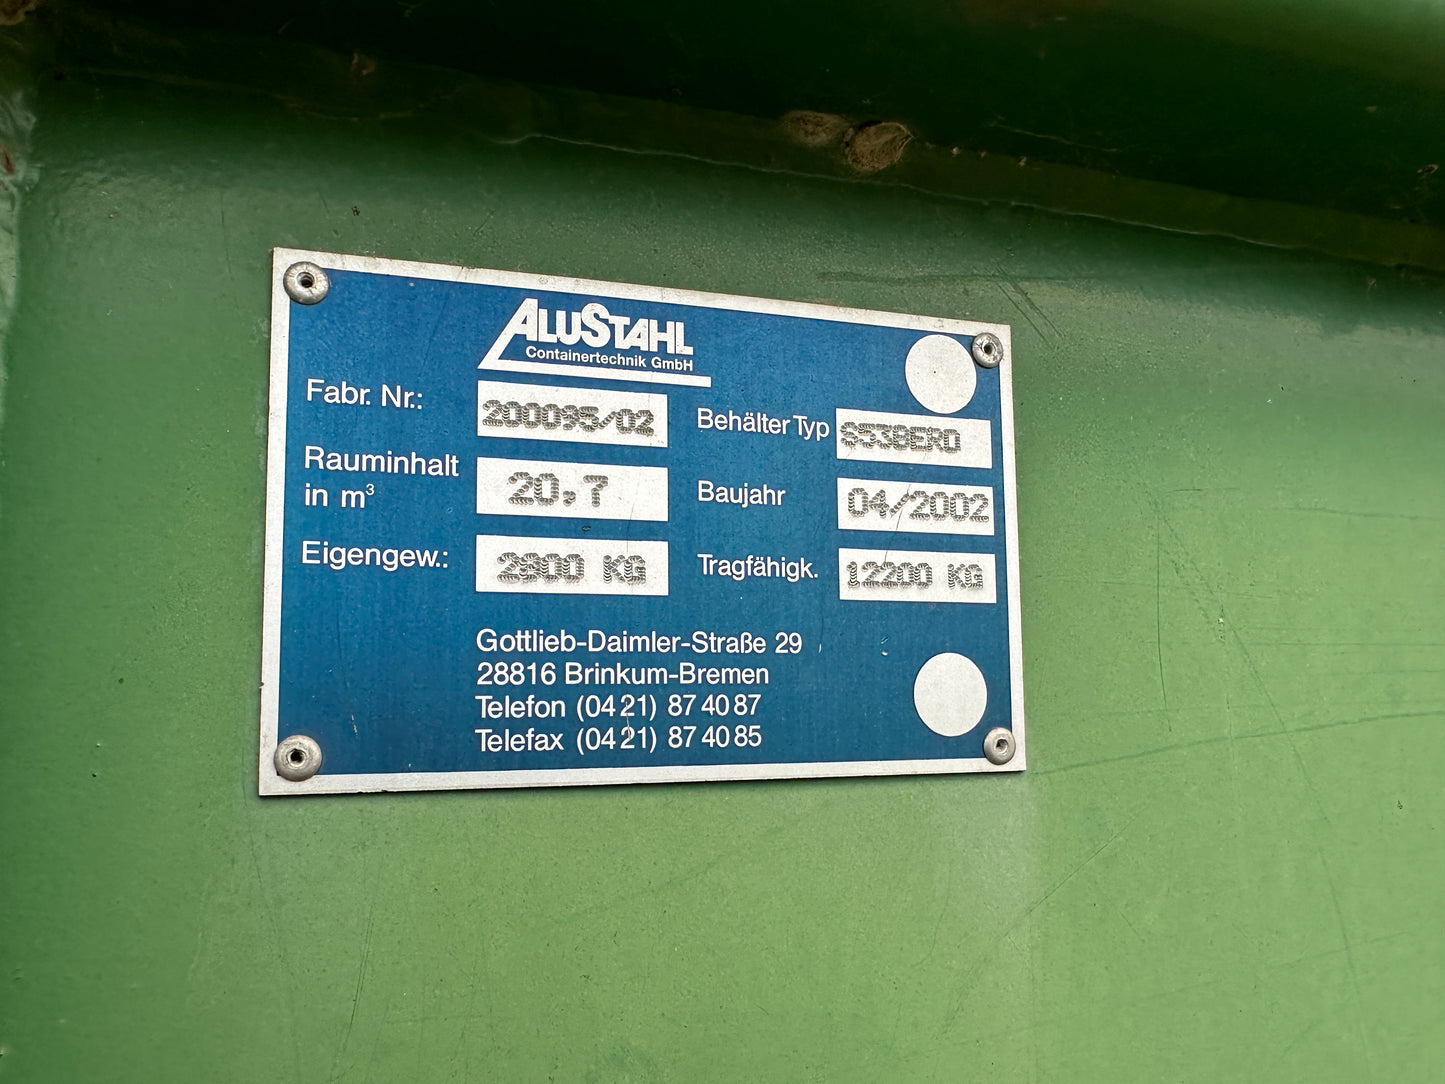 ALUSTAHL
Containertechnik GmbH
Fabr. Nr.: 200095/02 Behälter Typ S53BERO
Rauminhalt
in m³ 20,7 Baujahr 04/2002
Eigengew.: 2800 KG Tragfähigk. 12200 KG
Gottlieb-Daimler-Straße 29
28816 Brinkum-Bremen
Telefon (04 21) 87 40 87
Telefax (04 21) 87 40 85